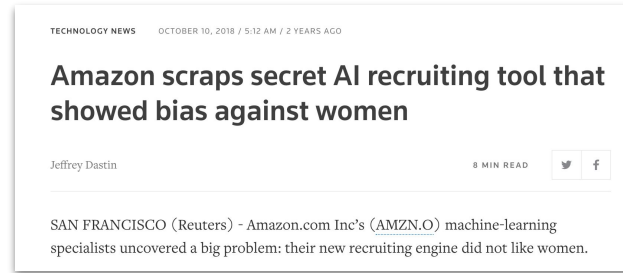 TECHNOLOGY NEWS OCTOBER 10, 2018 / 5:12 AM / 2 YEARS AGO
Amazon scraps secret AI recruiting tool that
showed bias against women
Jeffrey Dastin 8 MIN READ
SAN FRANCISCO (Reuters) - Amazon.com Inc's (AMZN.O) machine-learning
specialists uncovered a big problem: their new recruiting engine did not like women.